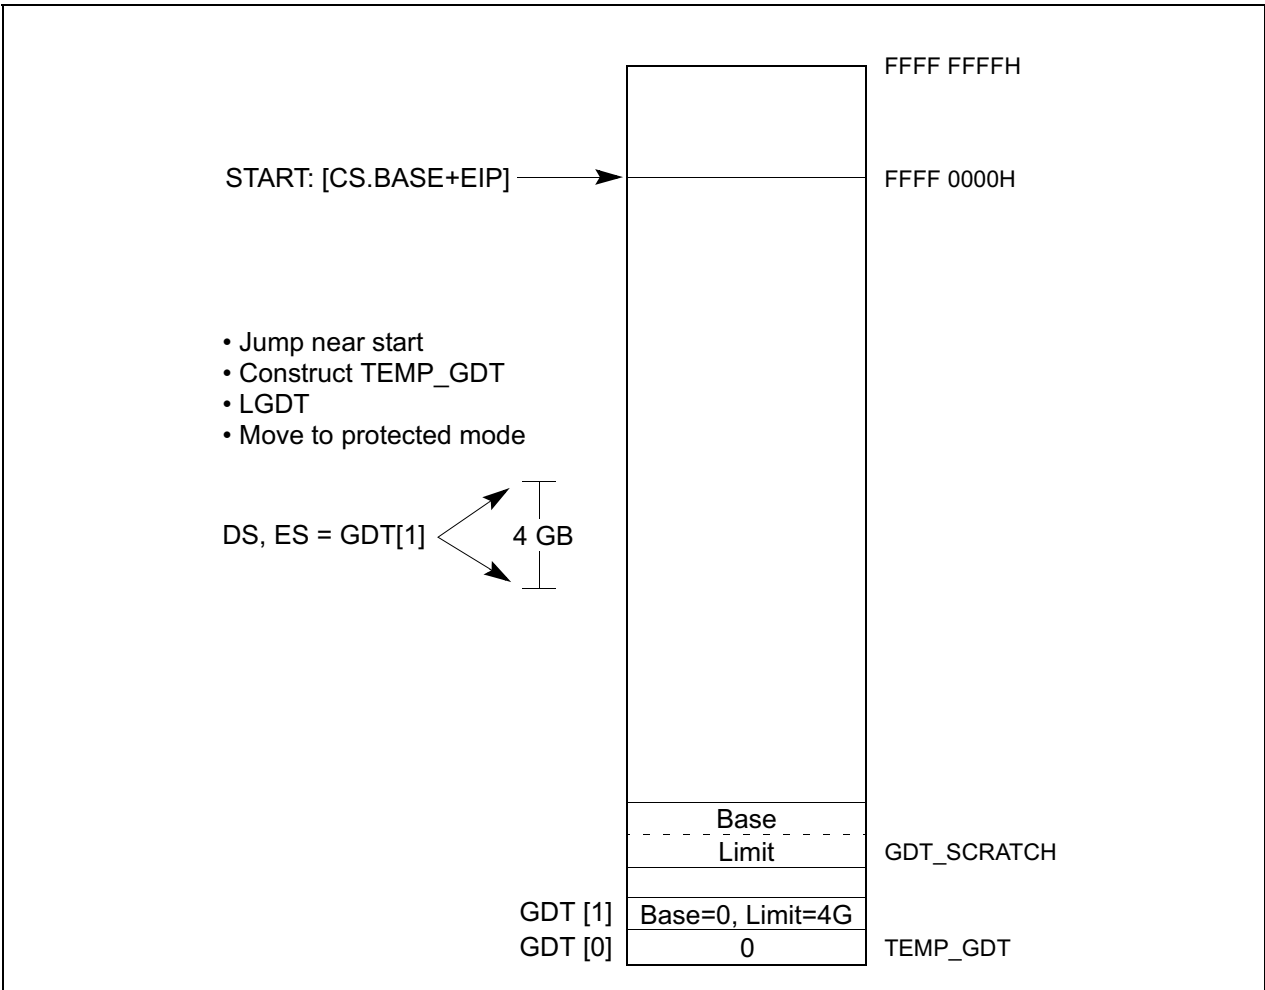 FFFF FFFFH
START: [CS.BASE+EIP]
FFFF 0000H
• Jump near start
• Construct TEMP_GDT
• LGDT
• Move to protected mode
DS, ES = GDT[1]
4 GB
Base
Limit
GDT_SCRATCH
GDT [1]
Base=0, Limit=4G
GDT [0]
0
TEMP_GDT